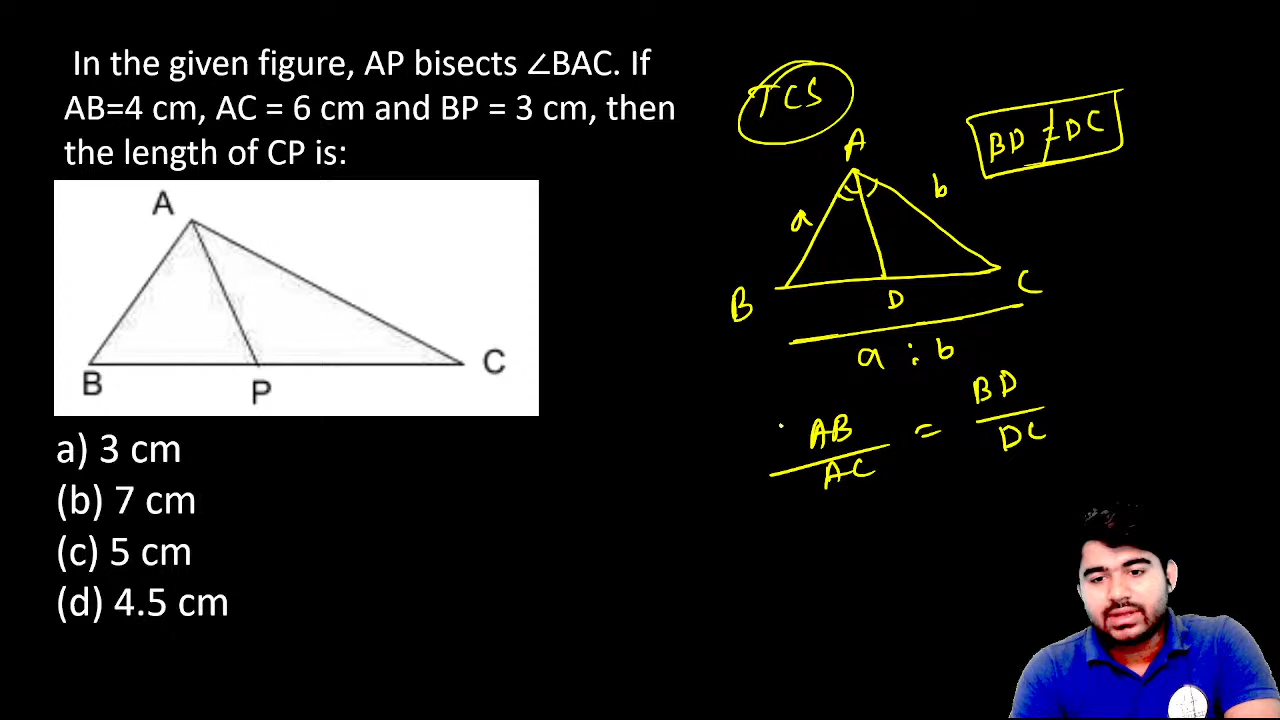 In the given figure, AP bisects ∠BAC. If
AB=4 cm, AC = 6 cm and BP = 3 cm, then
the length of CP is:
A
B
P
C
a) 3 cm
(b) 7 cm
(c) 5 cm
(d) 4.5 cm
TCS
BD ≠ DC
A
a
b
B
D
C
a : b
AB/AC = BD/DC